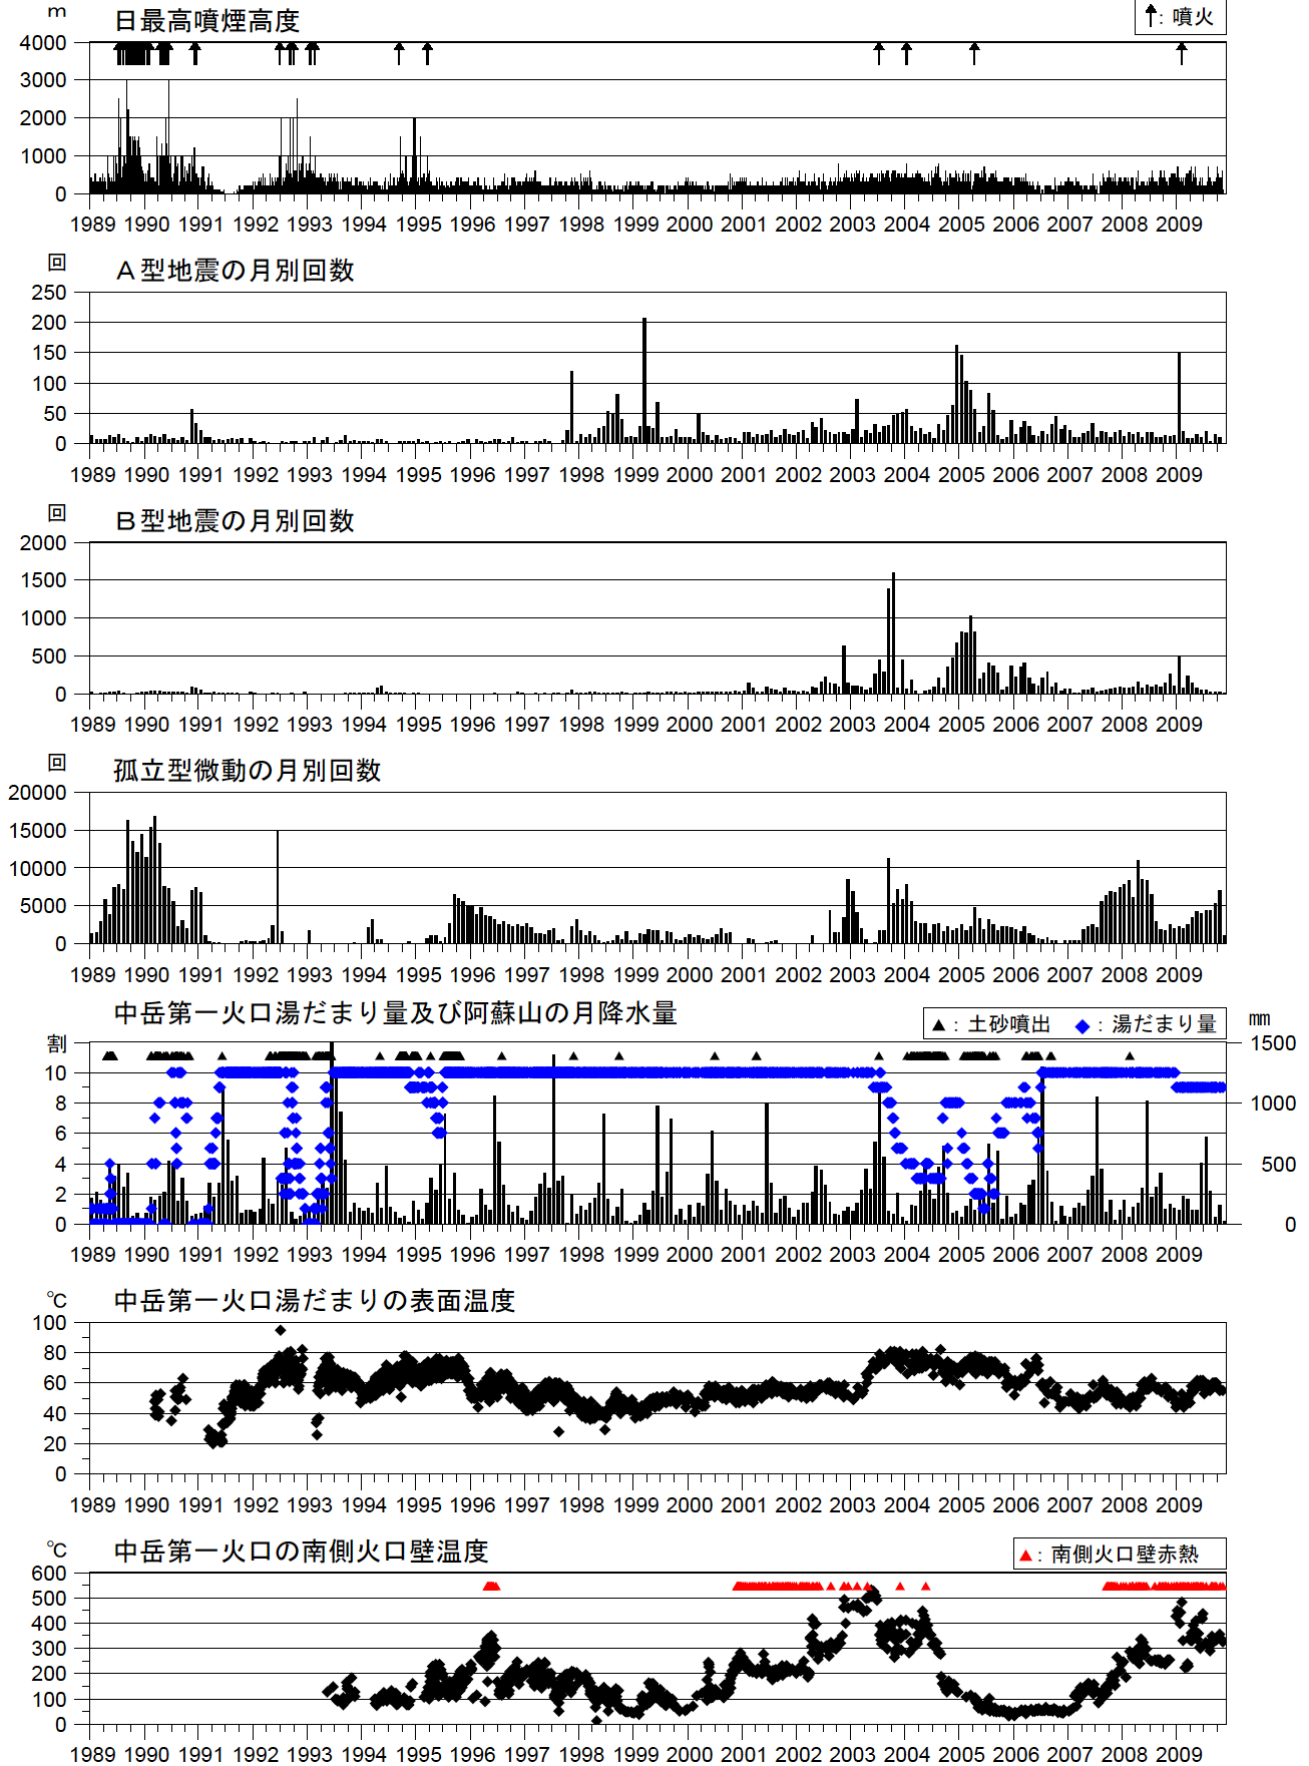 m
日最高噴煙高度
↑: 噴火
4000
3000
2000
1000
0
1989 1990 1991 1992 1993 1994 1995 1996 1997 1998 1999 2000 2001 2002 2003 2004 2005 2006 2007 2008 2009
回
A型地震の月別回数
250
200
150
100
50
0
1989 1990 1991 1992 1993 1994 1995 1996 1997 1998 1999 2000 2001 2002 2003 2004 2005 2006 2007 2008 2009
回
B型地震の月別回数
2000
1500
1000
500
0
1989 1990 1991 1992 1993 1994 1995 1996 1997 1998 1999 2000 2001 2002 2003 2004 2005 2006 2007 2008 2009
回
孤立型微動の月別回数
20000
15000
10000
5000
0
1989 1990 1991 1992 1993 1994 1995 1996 1997 1998 1999 2000 2001 2002 2003 2004 2005 2006 2007 2008 2009
中岳第一火口湯だまり量及び阿蘇山の月降水量
▲: 土砂噴出 ◆: 湯だまり量
mm
割
10
8
6
4
2
0
1500
1000
500
0
1989 1990 1991 1992 1993 1994 1995 1996 1997 1998 1999 2000 2001 2002 2003 2004 2005 2006 2007 2008 2009
℃
中岳第一火口湯だまりの表面温度
100
80
60
40
20
0
1989 1990 1991 1992 1993 1994 1995 1996 1997 1998 1999 2000 2001 2002 2003 2004 2005 2006 2007 2008 2009
℃
中岳第一火口の南側火口壁温度
▲: 南側火口壁赤熱
600
500
400
300
200
100
0
1989 1990 1991 1992 1993 1994 1995 1996 1997 1998 1999 2000 2001 2002 2003 2004 2005 2006 2007 2008 2009